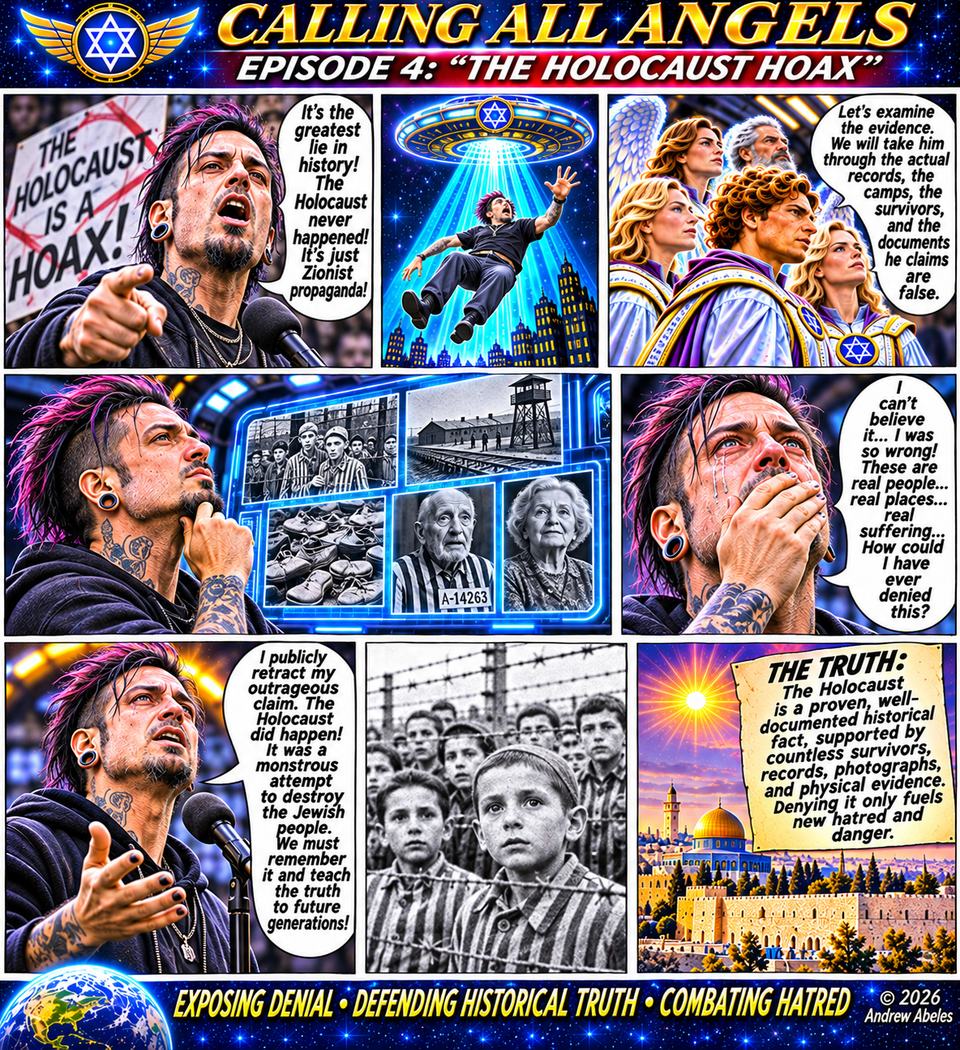 CALLING ALL ANGELS
EPISODE 4: “THE HOLOCAUST HOAX”
THE
HOLOCAUST
IS A
HOAX!
It’s the
greatest
lie in
history!
The
Holocaust
never
happened!
It’s just
Zionist
propaganda!
Let’s examine
the evidence.
We will take him
through the actual
records, the
camps, the
survivors,
and the
documents
he claims
are
false.
A-14263
I
can’t
believe
it... I was
so wrong!
These are
real people...
real places...
real
suffering...
How could
I have
ever
denied
this?
I publicly
retract my
outrageous
claim. The
Holocaust
did happen!
It was a
monstrous
attempt
to destroy
the Jewish
people.
We must
remember
it and teach
the truth
to future
generations!
THE TRUTH:
The Holocaust
is a proven, well-
documented historical
fact, supported by
countless survivors,
records, photographs,
and physical evidence.
Denying it only fuels
new hatred and
danger.
EXPOSING DENIAL • DEFENDING HISTORICAL TRUTH • COMBATING HATRED
© 2026
Andrew Abeles